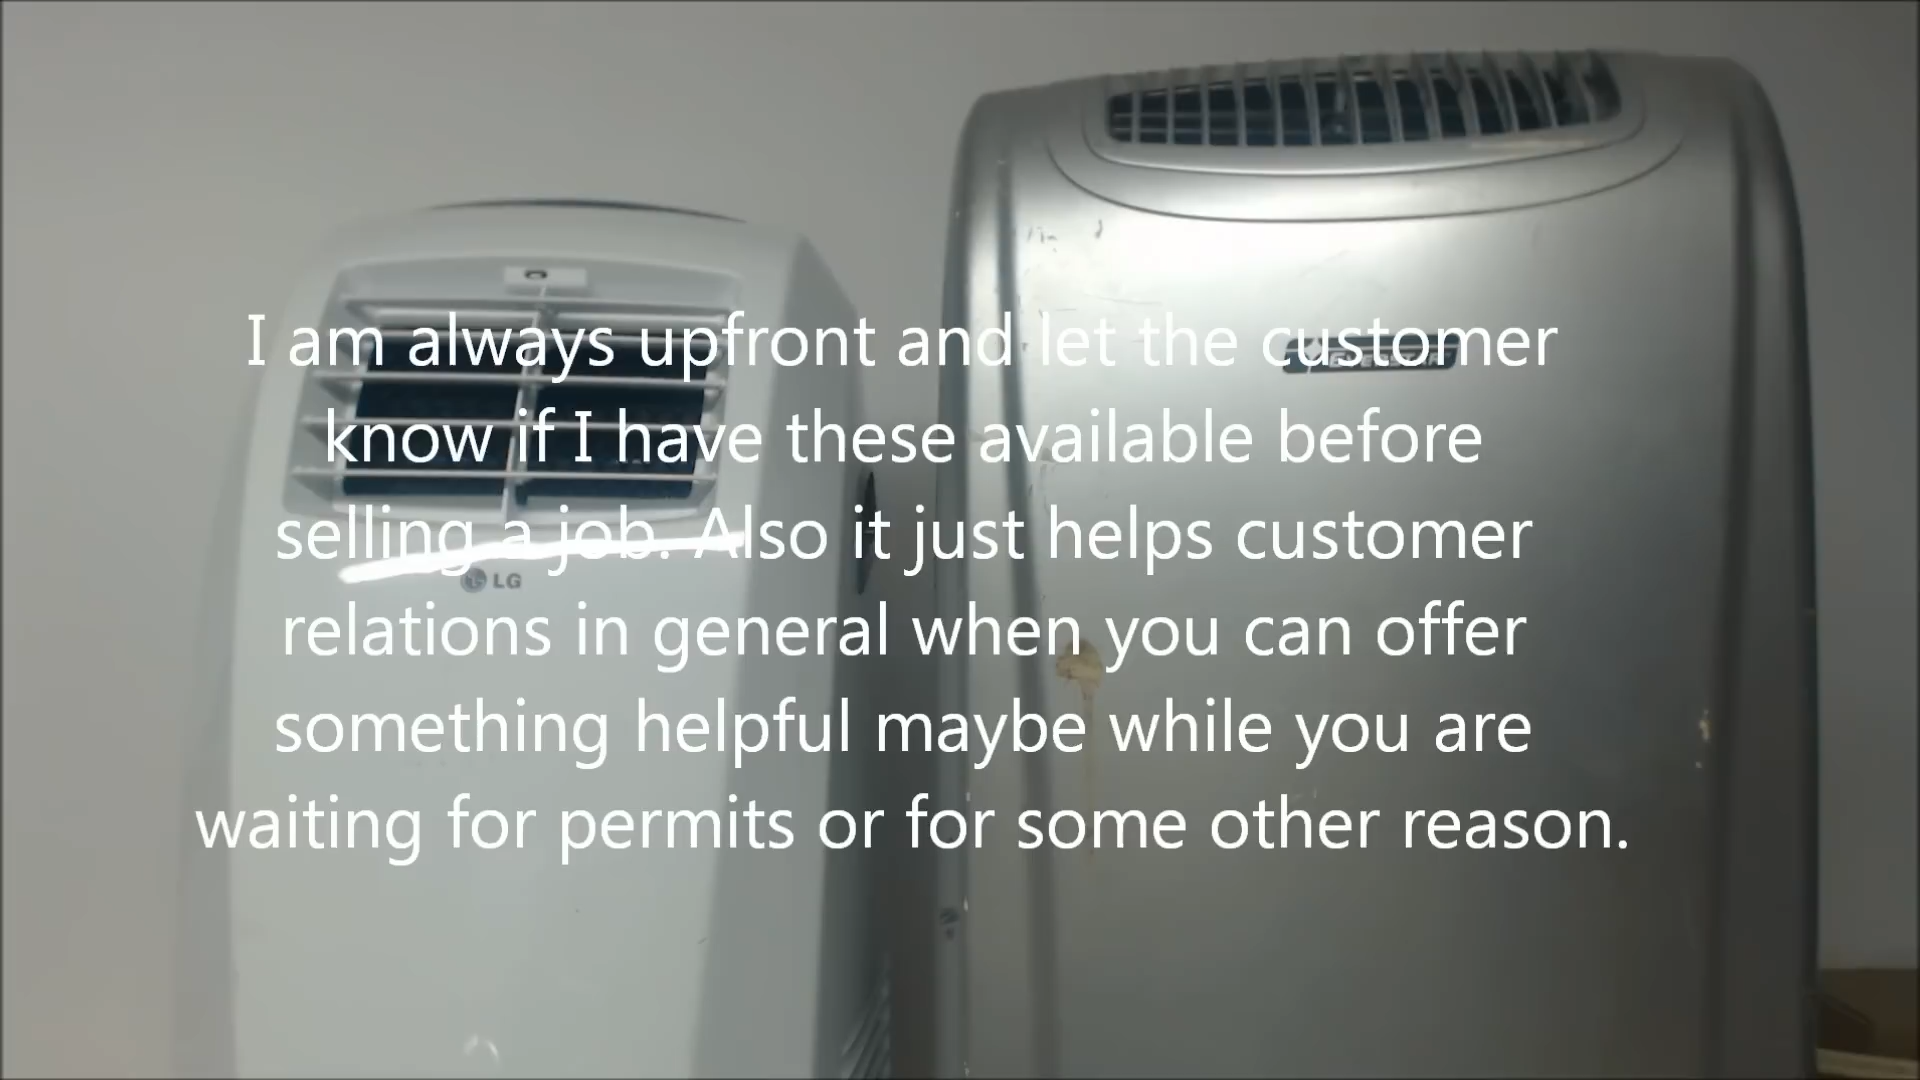 I am always upfront and let the customer
know if I have these available before
selling a job. Also it just helps customer
relations in general when you can offer
something helpful maybe while you are
waiting for permits or for some other reason.
LG